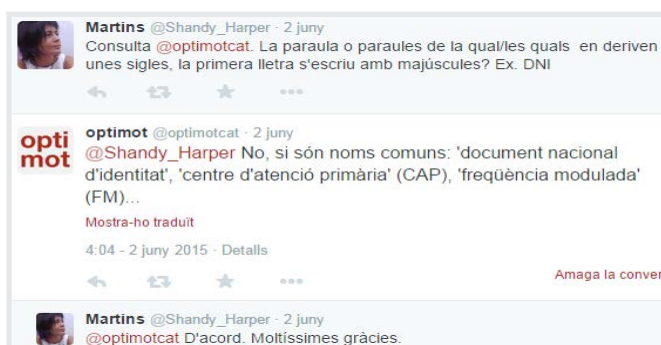 Martins @Shandy_Harper · 2 juny
Consulta @optimotcat. La paraula o paraules de la qual/les quals en deriven
unes sigles, la primera lletra s'escriu amb majúscules? Ex. DNI
opti
mot
optimot @optimotcat · 2 juny
@Shandy_Harper No, si són noms comuns: 'document nacional
d'identitat', 'centre d'atenció primària' (CAP), 'freqüència modulada'
(FM)...
Mostra-ho traduït
4:04 - 2 juny 2015 · Detalls
Amaga la conver
Martins @Shandy_Harper · 2 juny
@optimotcat D'acord. Moltíssimes gràcies.